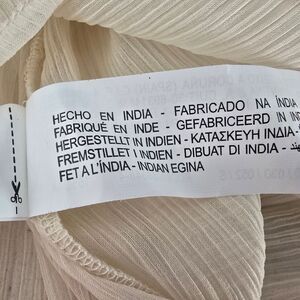 HECHO EN INDIA - FABRICADO NA ÍNDIA
FABRIQUÉ EN INDE - GEFABRICEERD IN IN
HERGESTELLT IN INDIEN - ΚΑΤΑΣΚΕΥΗ ΙΝΔΙΑ-
FREMSTILLET I INDIEN - DIBUAT DI INDIA -
FET A L'ÍNDIA - INDIAN EGINA